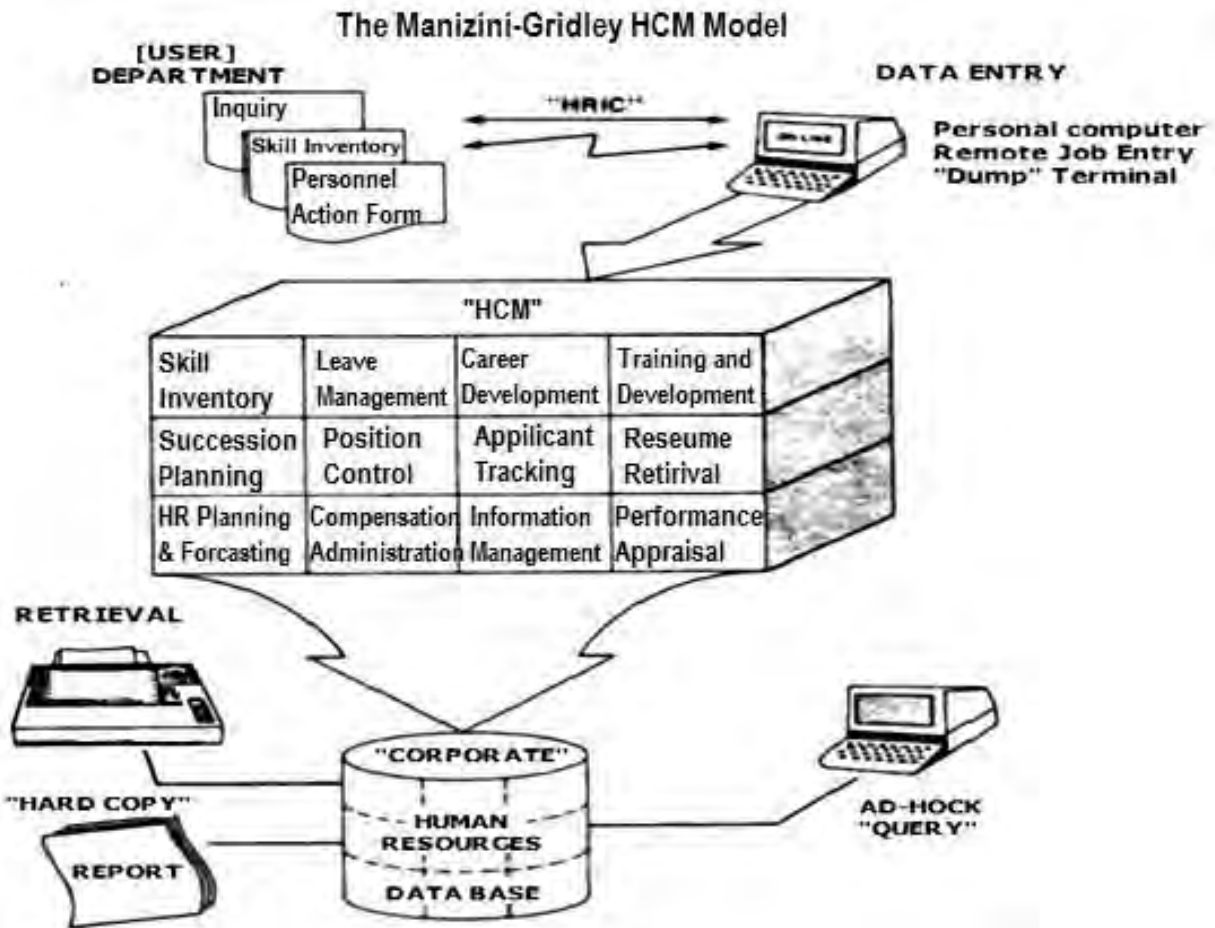 The Manizini-Gridley HCM Model
[USER]
DEPARTMENT
Inquiry
Skill Inventory
Personnel
Action Form
"HRIC"
DATA ENTRY
Personal computer
Remote Job Entry
"Dump" Terminal
"HCM"
Skill
Inventory
Leave
Management
Career
Development
Training and
Development
Succession
Planning
Position
Control
Appilicant
Tracking
Reseume
Retirival
HR Planning
& Forcasting
Compensation
Administration
Information
Management
Performance
Appraisal
RETRIEVAL
"HARD COPY"
REPORT
"CORPORATE"
HUMAN
RESOURCES
DATA BASE
AD-HOCK
"QUERY"